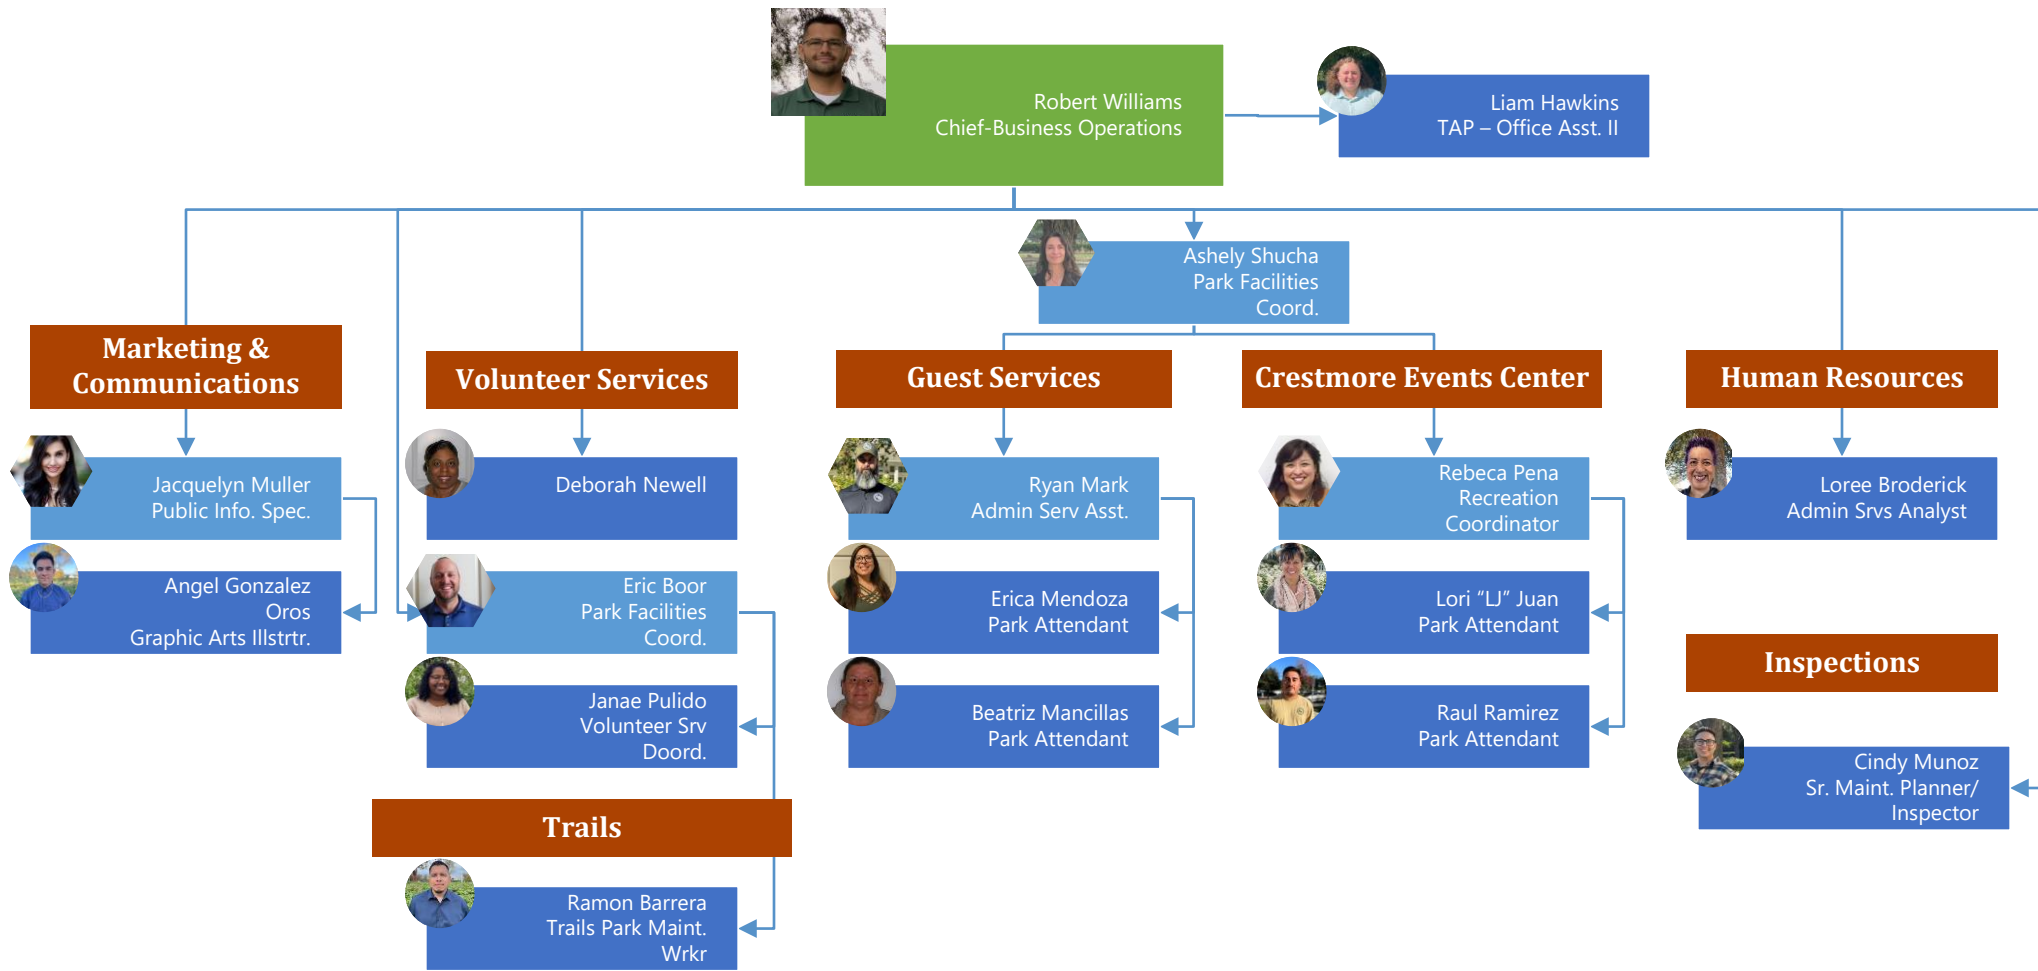 Robert Williams
Chief-Business Operations
Liam Hawkins
TAP – Office Asst. II
Ashely Shucha
Park Facilities
Coord.
Marketing &
Communications
Jacquelyn Muller
Public Info. Spec.
Angel Gonzalez
Oros
Graphic Arts Illstrtr.
Volunteer Services
Deborah Newell
Eric Boor
Park Facilities
Coord.
Janae Pulido
Volunteer Srv
Doord.
Trails
Ramon Barrera
Trails Park Maint.
Wrkr
Guest Services
Ryan Mark
Admin Serv Asst.
Erica Mendoza
Park Attendant
Beatriz Mancillas
Park Attendant
Crestmore Events Center
Rebeca Pena
Recreation
Coordinator
Lori “LJ” Juan
Park Attendant
Raul Ramirez
Park Attendant
Human Resources
Loree Broderick
Admin Srvs Analyst
Inspections
Cindy Munoz
Sr. Maint. Planner/
Inspector